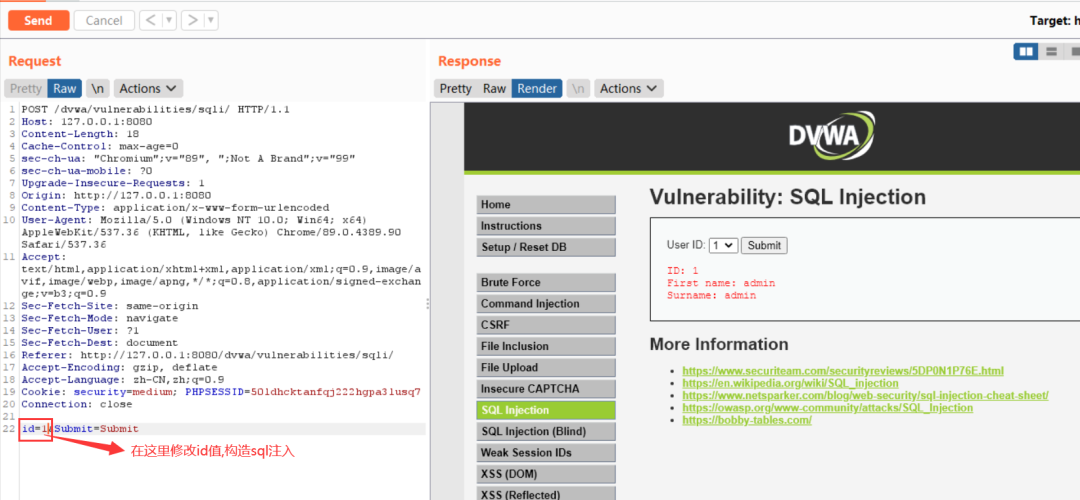 Send
Cancel
< ▼
> ▼
Target: h
Request
Response
Pretty Raw \n Actions
Pretty Raw Render \n Actions
1 POST /dvwa/vulnerabilities/sqli/ HTTP/1.1
2 Host: 127.0.0.1:8080
3 Content-Length: 18
4 Cache-Control: max-age=0
5 sec-ch-ua: "Chromium";v="89", ";Not A Brand";v="99"
6 sec-ch-ua-mobile: ?0
7 Upgrade-Insecure-Requests: 1
8 Origin: http://127.0.0.1:8080
9 Content-Type: application/x-www-form-urlencoded
10 User-Agent: Mozilla/5.0 (Windows NT 10.0; Win64; x64)
AppleWebKit/537.36 (KHTML, like Gecko) Chrome/89.0.4389.90
Safari/537.36
11 Accept:
text/html,application/xhtml+xml,application/xml;q=0.9,image/a
vif,image/webp,image/apng,*/*;q=0.8,application/signed-exchan
ge;v=b3;q=0.9
12 Sec-Fetch-Site: same-origin
13 Sec-Fetch-Mode: navigate
14 Sec-Fetch-User: ?1
15 Sec-Fetch-Dest: document
16 Referer: http://127.0.0.1:8080/dvwa/vulnerabilities/sqli/
17 Accept-Encoding: gzip, deflate
18 Accept-Language: zh-CN,zh;q=0.9
19 Cookie: security=medium; PHPSESSID=50ldhcktanfqj222hgpa3lusq7
20 Connection: close
21
22 id=1&Submit=Submit
在这里修改id值,构造sql注入
DVWA
Home
Instructions
Setup / Reset DB
Brute Force
Command Injection
CSRF
File Inclusion
File Upload
Insecure CAPTCHA
SQL Injection
SQL Injection (Blind)
Weak Session IDs
XSS (DOM)
XSS (Reflected)
Vulnerability: SQL Injection
User ID: 1 Submit
ID: 1
First name: admin
Surname: admin
More Information
https://www.securiteam.com/securityreviews/5DP0N1P76E.html
https://en.wikipedia.org/wiki/SQL_injection
https://www.netsparker.com/blog/web-security/sql-injection-cheat-sheet/
https://owasp.org/www-community/attacks/SQL_Injection
https://bobby-tables.com/